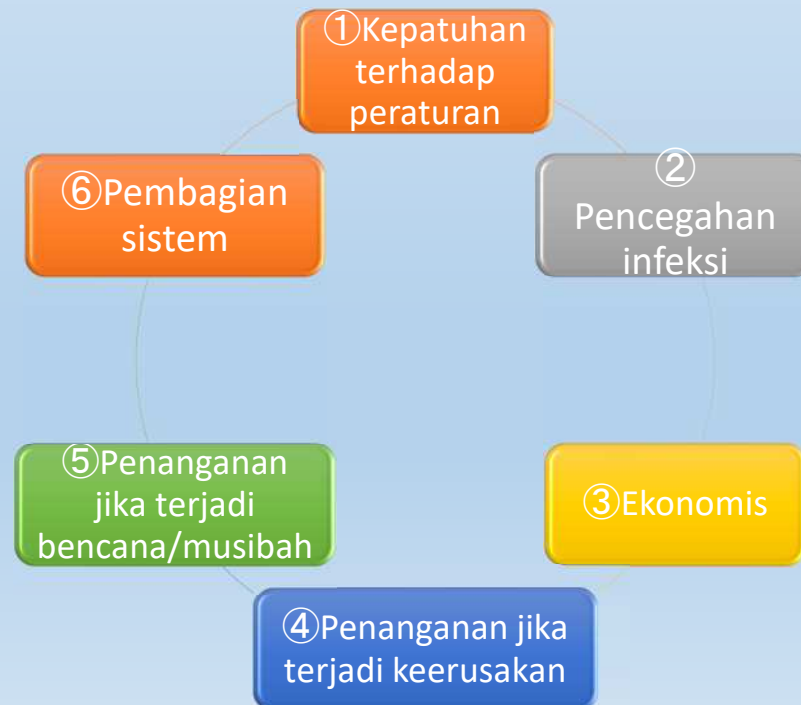 ①Kepatuhan
terhadap
peraturan
②
Pencegahan
infeksi
③Ekonomis
④Penanganan jika
terjadi keerusakan
⑤Penanganan
jika terjadi
bencana/musibah
⑥Pembagian
sistem